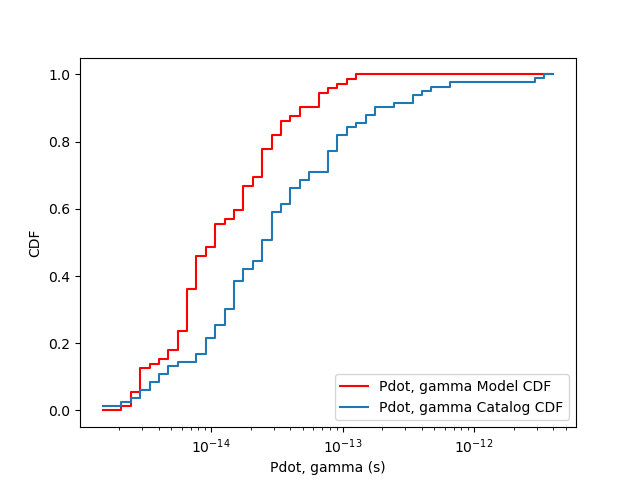 1.0
0.8
0.6
0.4
0.2
0.0
CDF
10⁻¹⁴
10⁻¹³
10⁻¹²
Pdot, gamma (s)
Pdot, gamma Model CDF
Pdot, gamma Catalog CDF